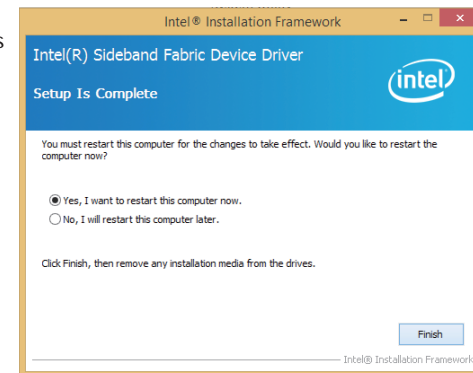 s
Intel® Installation Framework
Intel(R) Sideband Fabric Device Driver
Setup Is Complete
intel
You must restart this computer for the changes to take effect. Would you like to restart the
computer now?
Yes, I want to restart this computer now.
No, I will restart this computer later.
Click Finish, then remove any installation media from the drives.
Finish
Intel® Installation Framework